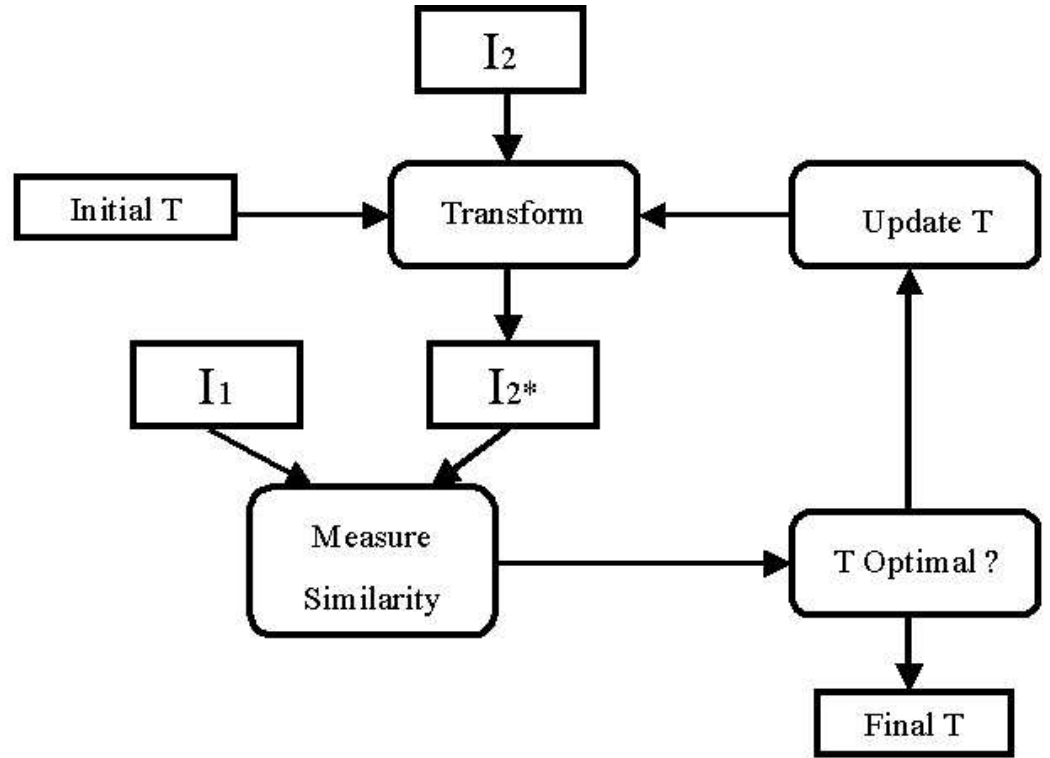 I2
Initial T
Transform
Update T
I1
I2*
Measure
Similarity
T Optimal ?
Final T